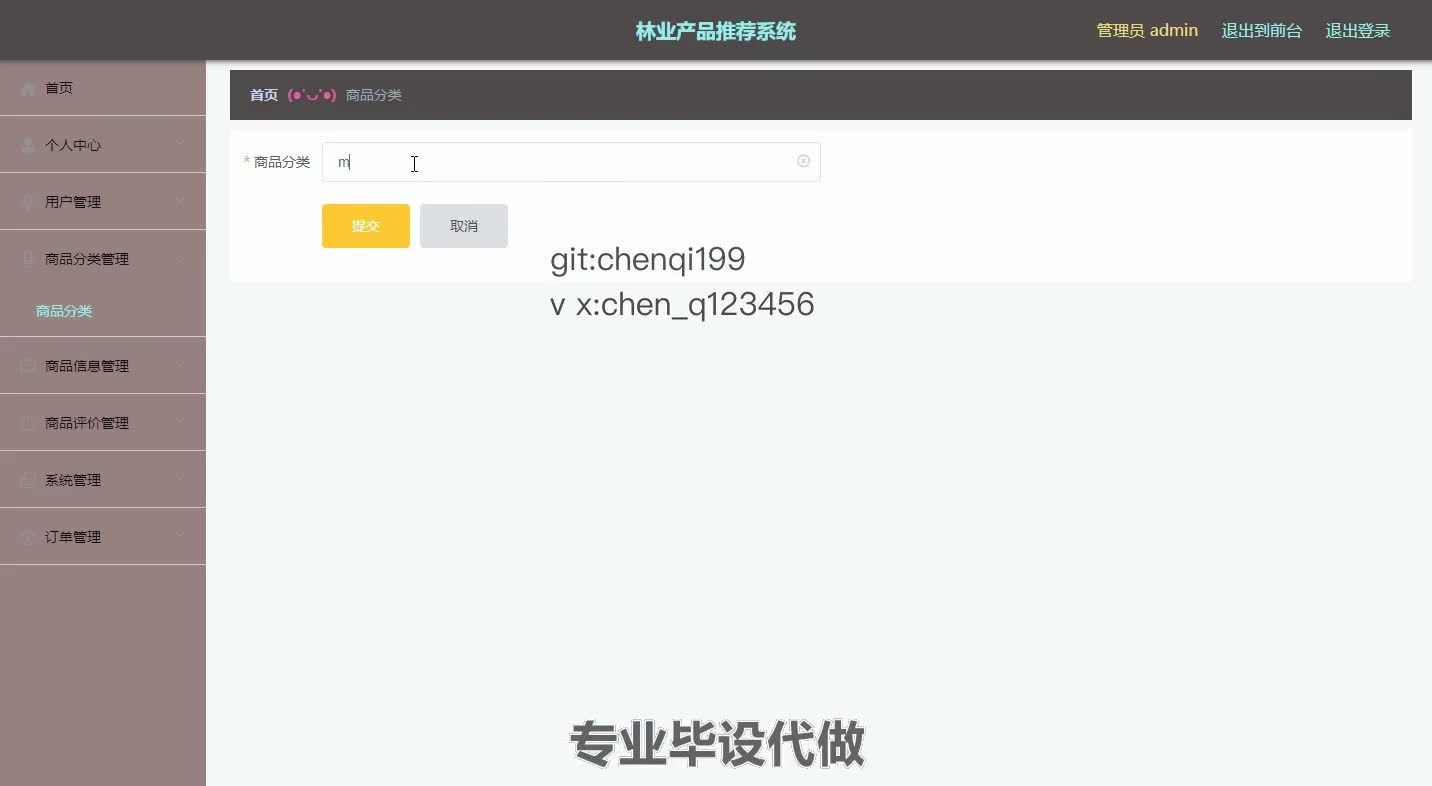 林业产品推荐系统
管理员 admin 退出到前台 退出登录
首页
个人中心
用户管理
商品分类管理
商品分类
商品信息管理
商品评价管理
系统管理
订单管理
首页 (●'◡'●) 商品分类
* 商品分类 m
提交 取消
git:chenqi199
v x:chen_q123456
专业毕设代做